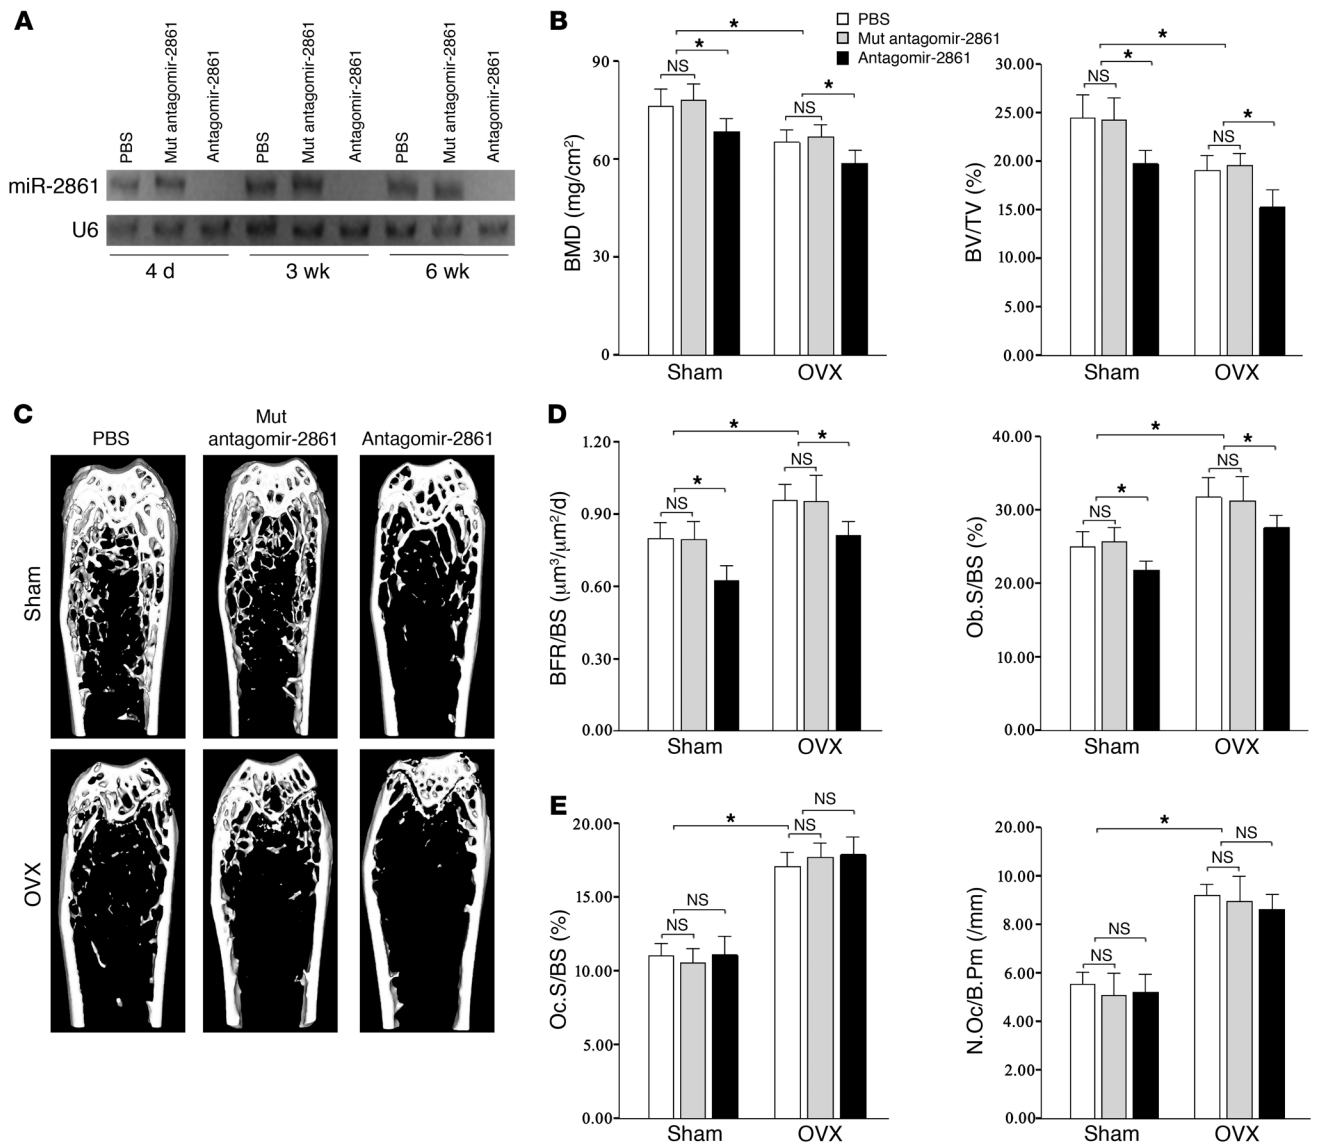 A
PBS
Mut antagomir-2861
Antagomir-2861
PBS
Mut antagomir-2861
Antagomir-2861
PBS
Mut antagomir-2861
Antagomir-2861
miR-2861
U6
4 d
3 wk
6 wk
B
PBS
Mut antagomir-2861
Antagomir-2861
*
*
NS
*
NS
90
60
30
0
BMD (mg/cm²)
Sham
OVX
*
*
NS
*
NS
30.00
25.00
20.00
15.00
10.00
5.00
0.00
BV/TV (%)
Sham
OVX
C
PBS
Mut
antagomir-2861
Antagomir-2861
Sham
OVX
D
*
*
NS
*
NS
1.20
0.90
0.60
0.30
0.00
BFR/BS (μm³/μm²/d)
Sham
OVX
*
*
NS
*
NS
40.00
30.00
20.00
10.00
0.00
Ob.S/BS (%)
Sham
OVX
E
NS
*
NS
NS
NS
20.00
15.00
10.00
5.00
0.00
Oc.S/BS (%)
Sham
OVX
*
NS
NS
NS
NS
20.00
10.00
8.00
6.00
4.00
2.00
0.00
N.Oc/B.Pm (/mm)
Sham
OVX